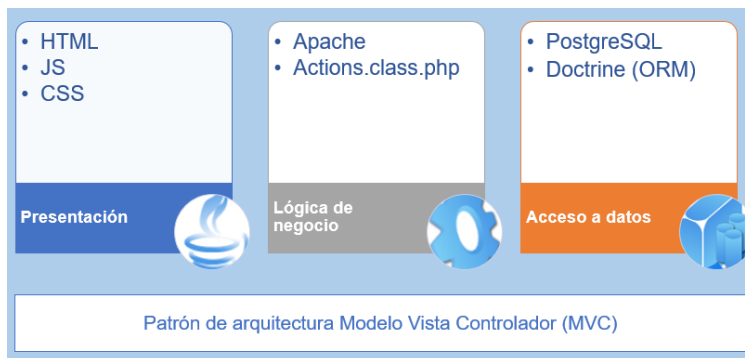 • HTML
• JS
• CSS
Presentación
• Apache
• Actions.class.php
Lógica de
negocio
• PostgreSQL
• Doctrine (ORM)
Acceso a datos
Patrón de arquitectura Modelo Vista Controlador (MVC)